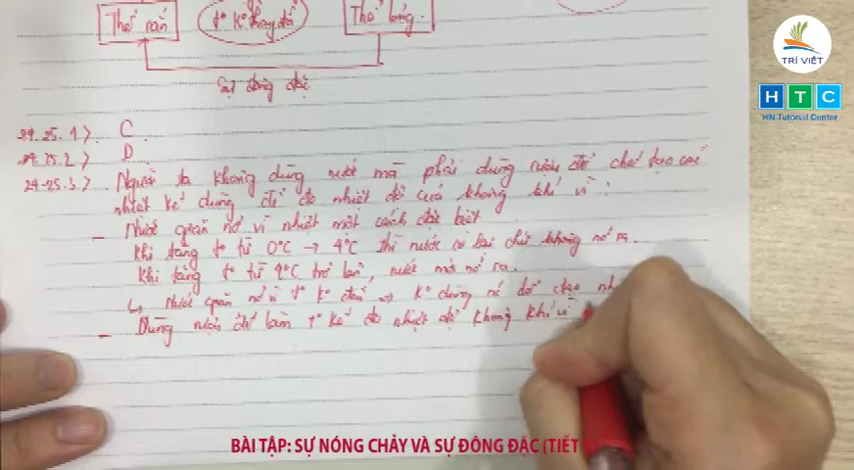 Thể rắn
t° k° thay đổi
Thể lỏng.
Sự đông đặc
TRÍ VIỆT
HTC
HN Tutorial Center
24.25.1> C
24.25.2> D
24-25.3> Người ta không dùng nước mà phải dùng rượu để chế tạo các
nhiệt kế dùng để đo nhiệt độ của không khí vì :
- Nước giãn nở vì nhiệt một cách đặc biệt
Khi tăng t° từ 0°C → 4°C thì nước co lại chứ không nở ra.
Khi tăng t° từ 4°C trở lên, nước mới nở ra.
↳ Nước giãn nở vì t° k° đều => k° dùng nó để chế tạo nh
- Dùng rượu để làm t° kế đo nhiệt độ không khí vì
BÀI TẬP: SỰ NÓNG CHẢY VÀ SỰ ĐÔNG ĐẶC (TIẾT